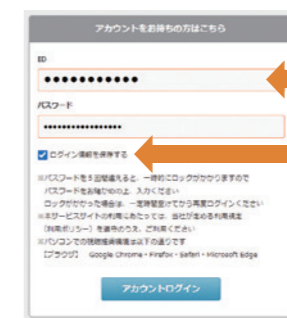 アカウントをお持ちの方はこちら
ID
●●●●●●●●●●●
パスワード
•••••••••••••••••
ログイン情報を保存する
※パスワードを5回間違えると、一時的にロックがかかりますので
パスワードをお確かめの上、入力ください
ロックがかかった場合は、一定時間空けてから再度ログインください
※本サービスサイトの利用にあたっては、当社が定める利用規定
（利用ポリシー）を遵守のうえ、ご利用ください
※パソコンでの視聴推奨環境は以下の通りです
【ブラウザ】 Google Chrome・Firefox・Safari・Microsoft Edge
アカウントログイン